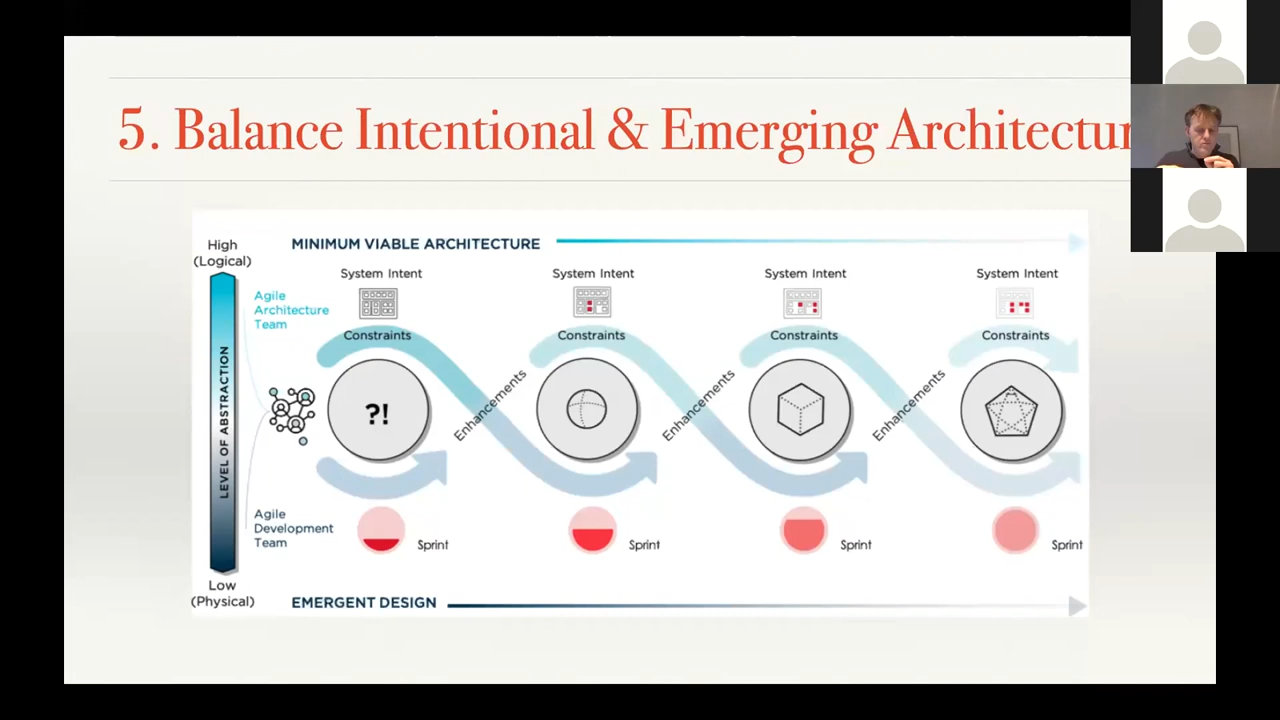 5. Balance Intentional & Emerging Architectur
High
(Logical)
MINIMUM VIABLE ARCHITECTURE
System Intent
System Intent
System Intent
System Intent
Agile
Architecture
Team
Constraints
Constraints
Constraints
Constraints
LEVEL OF ABSTRACTION
?!
Enhancements
Enhancements
Enhancements
Agile
Development
Team
Sprint
Sprint
Sprint
Sprint
Low
(Physical)
EMERGENT DESIGN